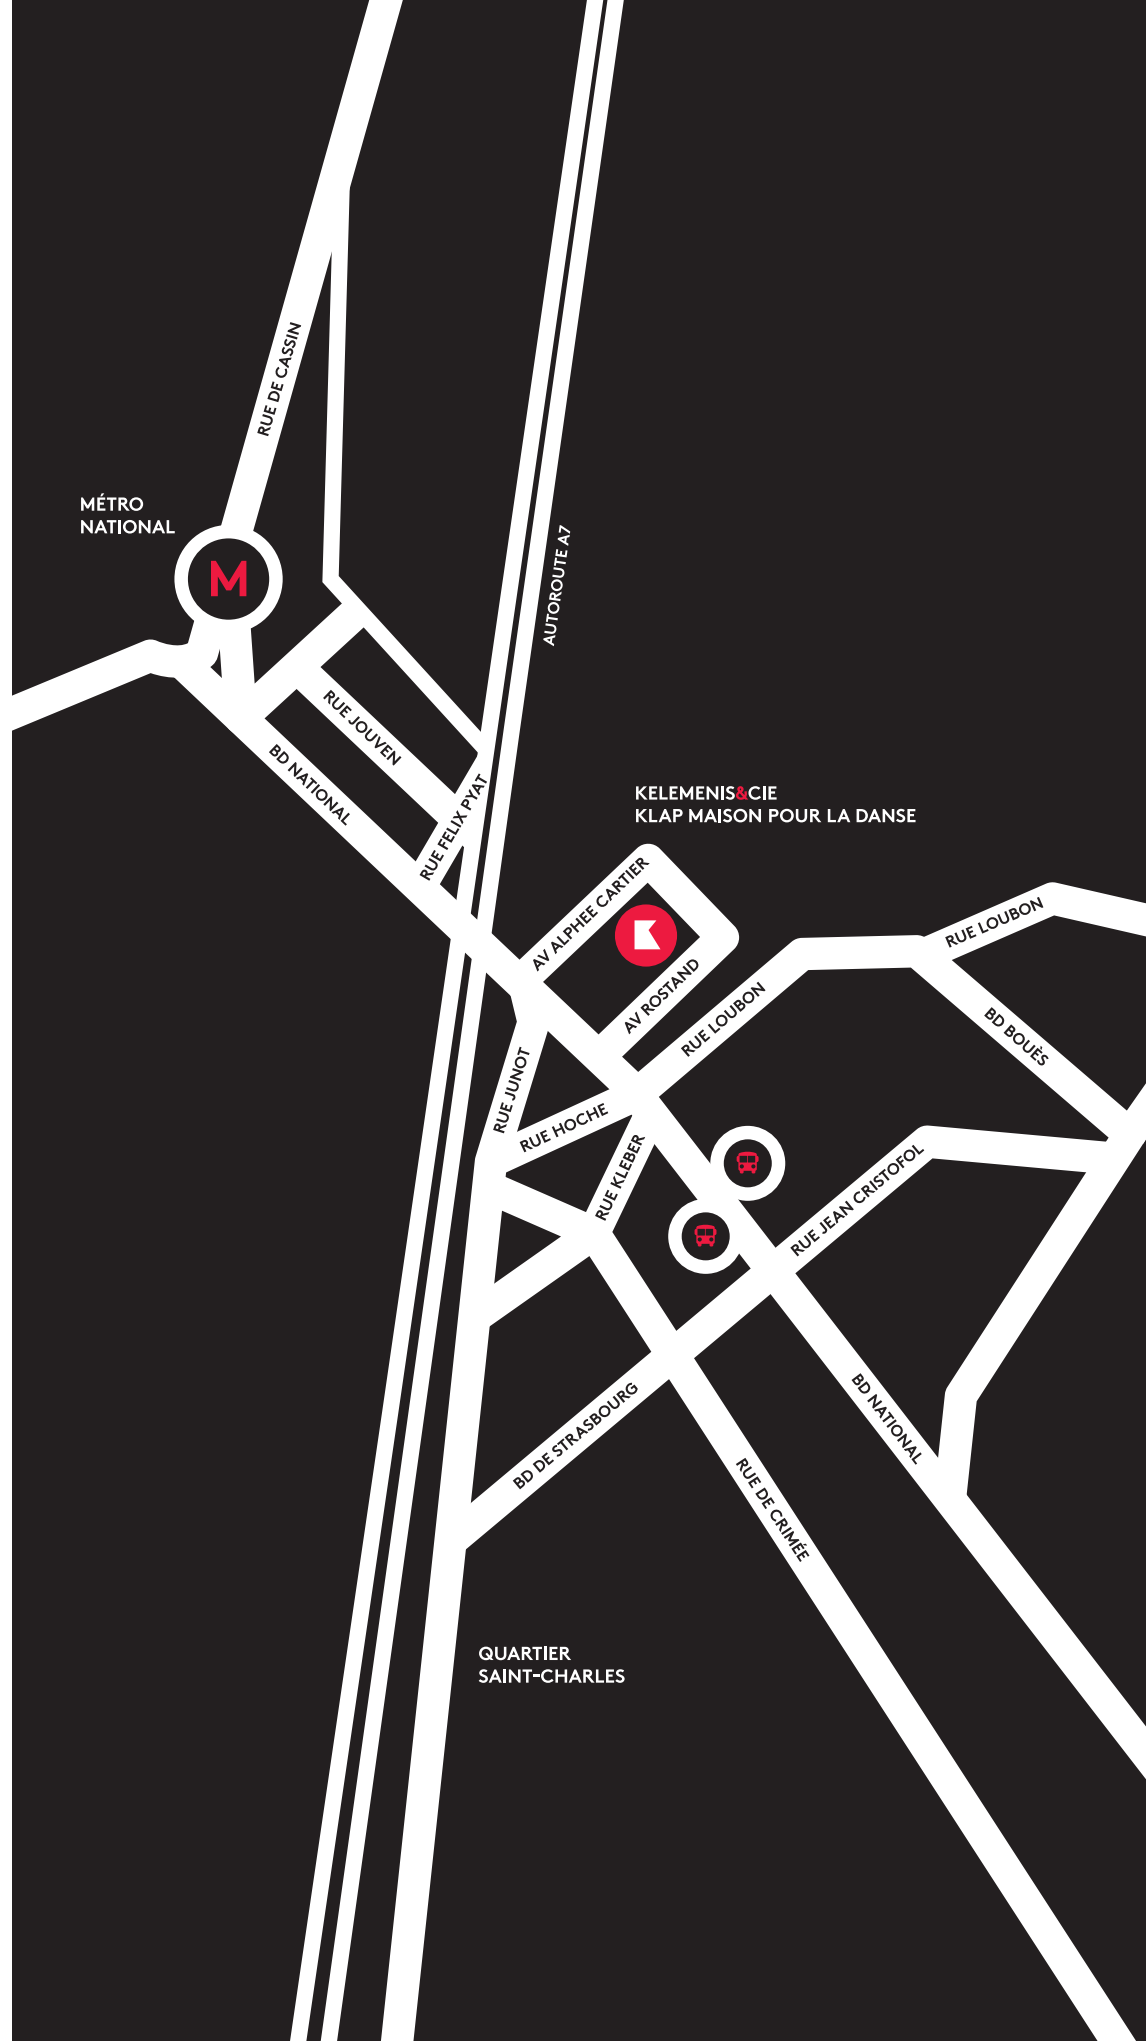 RUE DE CASSIN
MÉTRO
NATIONAL
M
AUTOROUTE A7
RUE JOUVEN
BD NATIONAL
RUE FELIX PYAT
KELEMENIS&CIE
KLAP MAISON POUR LA DANSE
AV ALPHEE CARTIER
K
AV ROSTAND
RUE LOUBON
RUE LOUBON
BD BOUÈS
RUE JUNOT
RUE HOCHE
RUE KLEBER
RUE JEAN CRISTOFOL
BD DE STRASBOURG
BD NATIONAL
RUE DE CRIMÉE
QUARTIER
SAINT-CHARLES